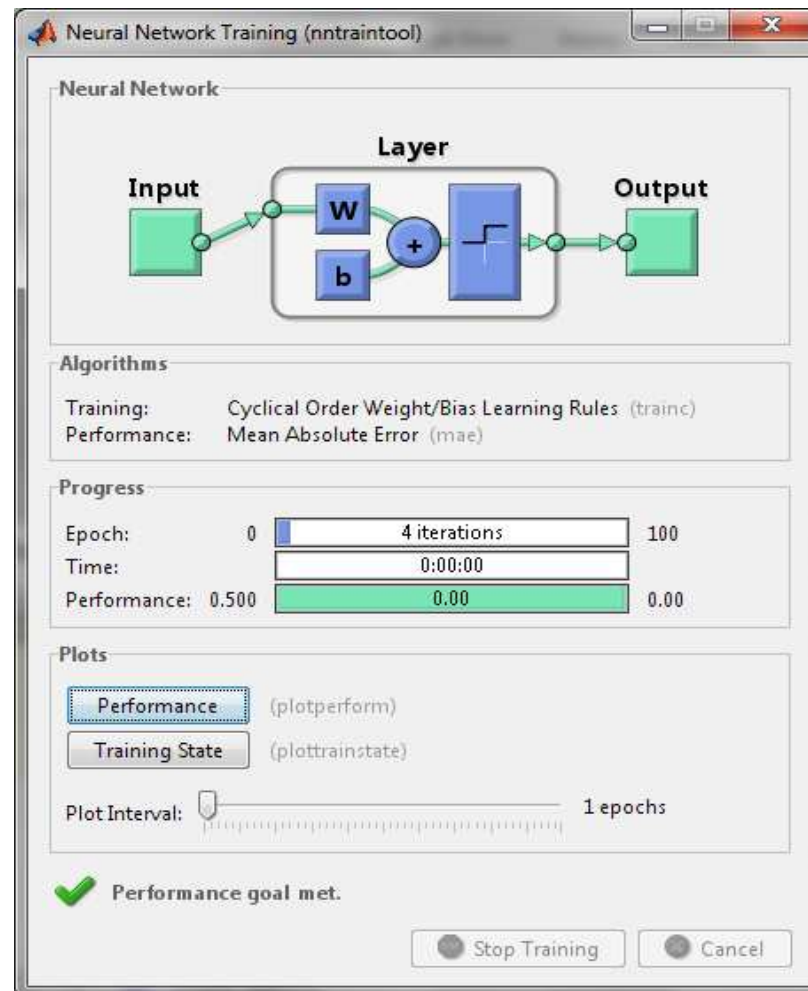 Neural Network Training (nntraintool)
Neural Network
Layer
Input
Output
W
+
b
Algorithms
Training: Cyclical Order Weight/Bias Learning Rules (trainc)
Performance: Mean Absolute Error (mae)
Progress
Epoch: 0 4 iterations 100
Time: 0:00:00
Performance: 0.500 0.00 0.00
Plots
Performance (plotperform)
Training State (plottrainstate)
Plot Interval: 1 epochs
Performance goal met.
Stop Training Cancel